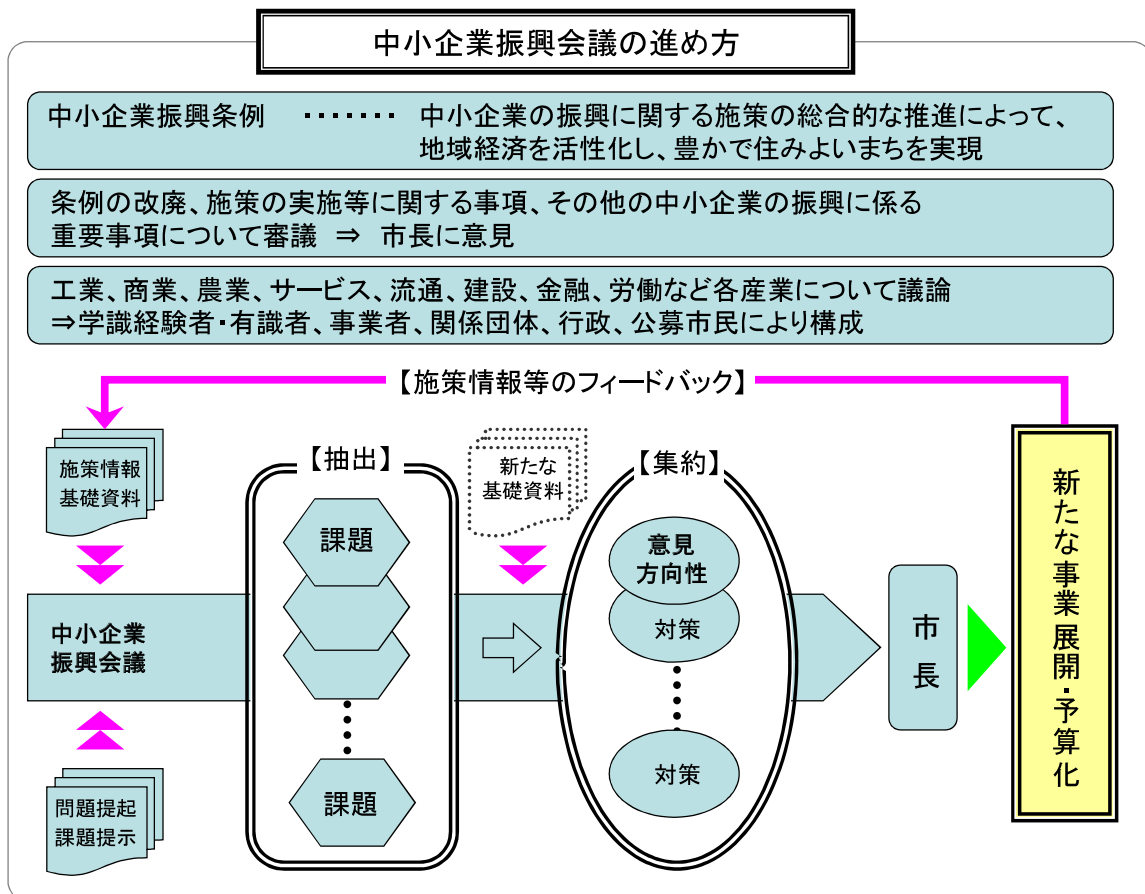 中小企業振興会議の進め方
中小企業振興条例　・・・・・・・　中小企業の振興に関する施策の総合的な推進によって、
地域経済を活性化し、豊かで住みよいまちを実現
条例の改廃、施策の実施等に関する事項、その他の中小企業の振興に係る
重要事項について審議　⇒　市長に意見
工業、商業、農業、サービス、流通、建設、金融、労働など各産業について議論
⇒学識経験者・有識者、事業者、関係団体、行政、公募市民により構成
【施策情報等のフィードバック】
施策情報
基礎資料
【抽出】
新たな
基礎資料
【集約】
課題
意見
方向性
対策
中小企業
振興会議
課題
対策
問題提起
課題提示
市長
新たな事業展開・予算化